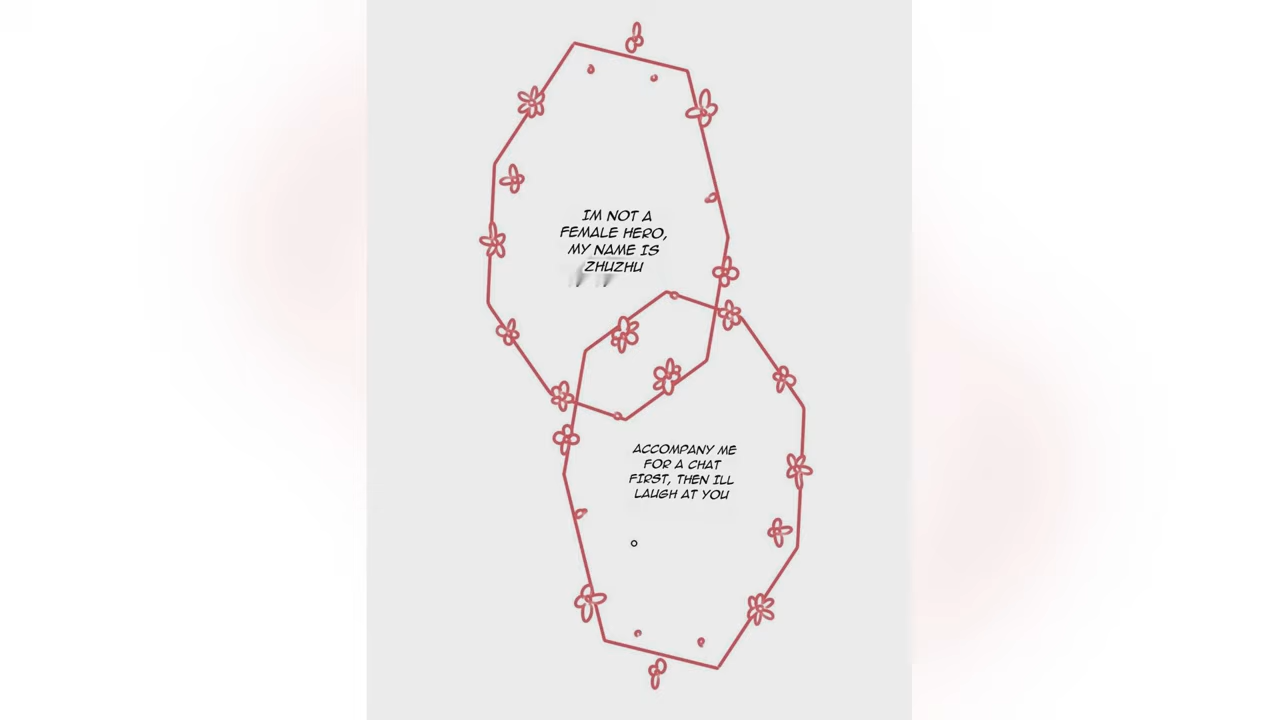 IM NOT A
FEMALE HERO,
MY NAME IS
ZHUZHU
ACCOMPANY ME
FOR A CHAT
FIRST, THEN ILL
LAUGH AT YOU